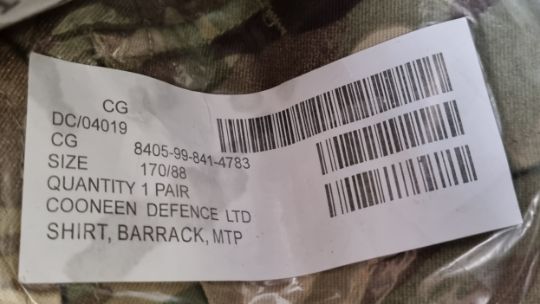 CG
DC/04019
CG 8405-99-841-4783
SIZE 170/88
QUANTITY 1 PAIR
COONEEN DEFENCE LTD
SHIRT, BARRACK, MTP